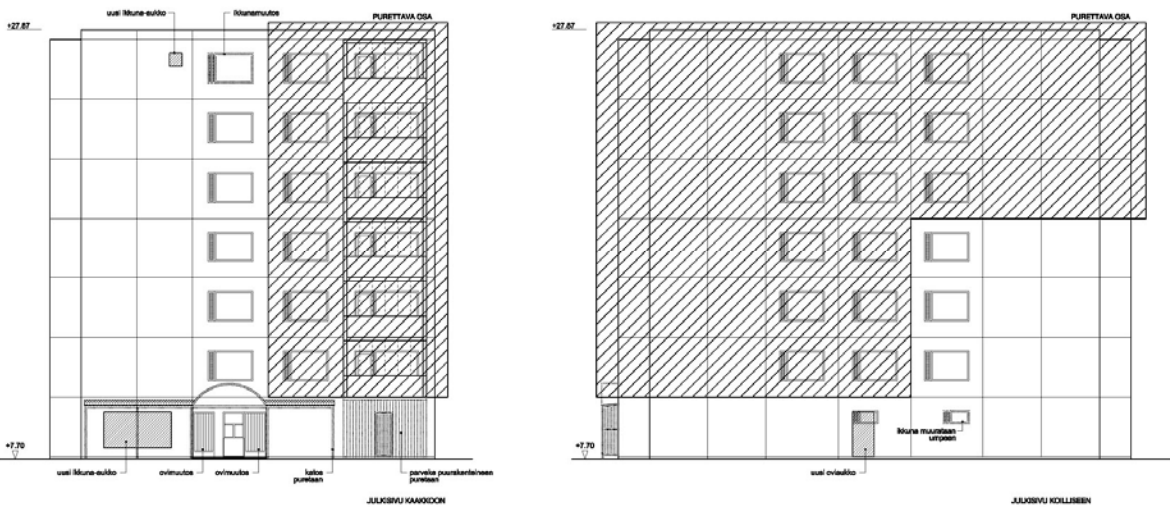 uusi ikkuna-aukko
ikkunamuutos
PURETTAVA OSA
+27.87
+7.70
uusi ikkuna-aukko
ovimuutos
ovimuutos
katos
puretaan
parveke puurakenteineen
puretaan
JULKISIVU KAAKKOON
PURETTAVA OSA
+27.87
+7.70
ikkuna muurataan
umpeen
uusi oviaukko
JULKISIVU KOILLISEEN